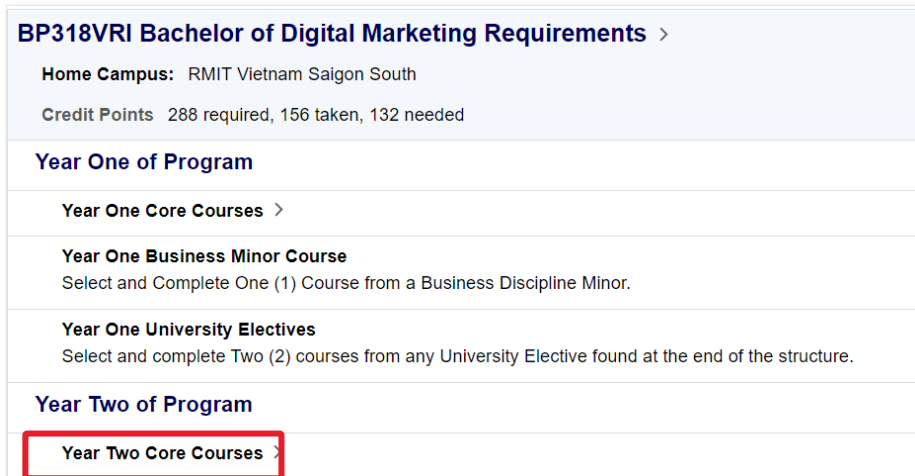 BP318VRI Bachelor of Digital Marketing Requirements >
Home Campus: RMIT Vietnam Saigon South
Credit Points 288 required, 156 taken, 132 needed
Year One of Program
Year One Core Courses >
Year One Business Minor Course
Select and Complete One (1) Course from a Business Discipline Minor.
Year One University Electives
Select and complete Two (2) courses from any University Elective found at the end of the structure.
Year Two of Program
Year Two Core Courses >